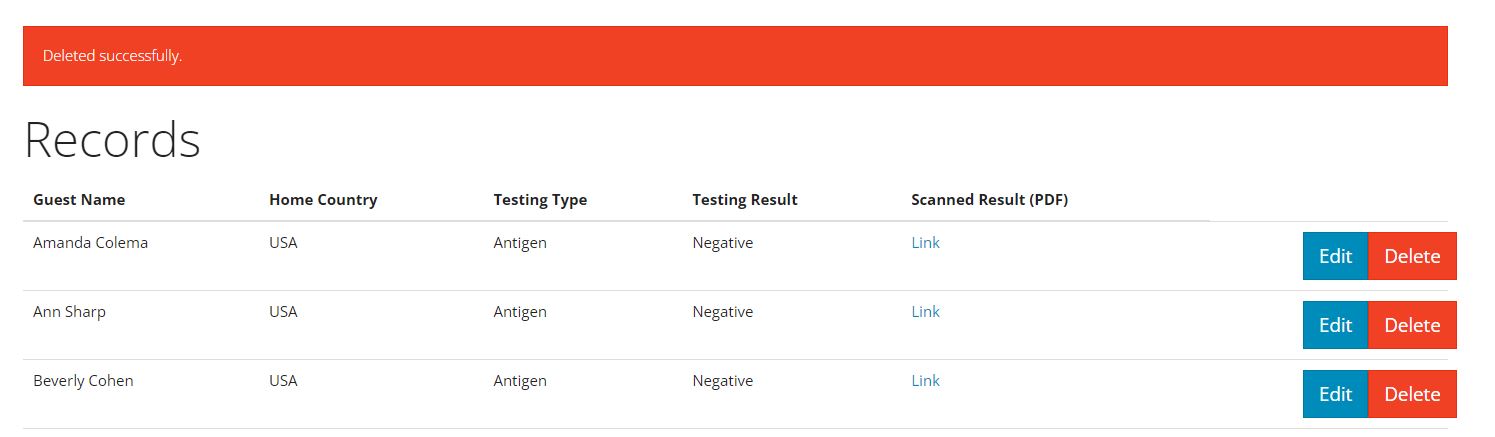 Deleted successfully.
Records
Guest Name Home Country Testing Type Testing Result Scanned Result (PDF)
Amanda Colema USA Antigen Negative Link Edit Delete
Ann Sharp USA Antigen Negative Link Edit Delete
Beverly Cohen USA Antigen Negative Link Edit Delete